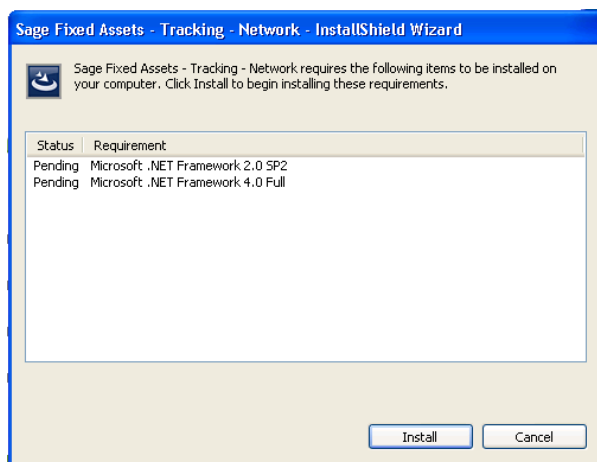 Sage Fixed Assets - Tracking - Network - InstallShield Wizard
Sage Fixed Assets - Tracking - Network requires the following items to be installed on
your computer. Click Install to begin installing these requirements.
Status Requirement
Pending Microsoft .NET Framework 2.0 SP2
Pending Microsoft .NET Framework 4.0 Full
Install Cancel